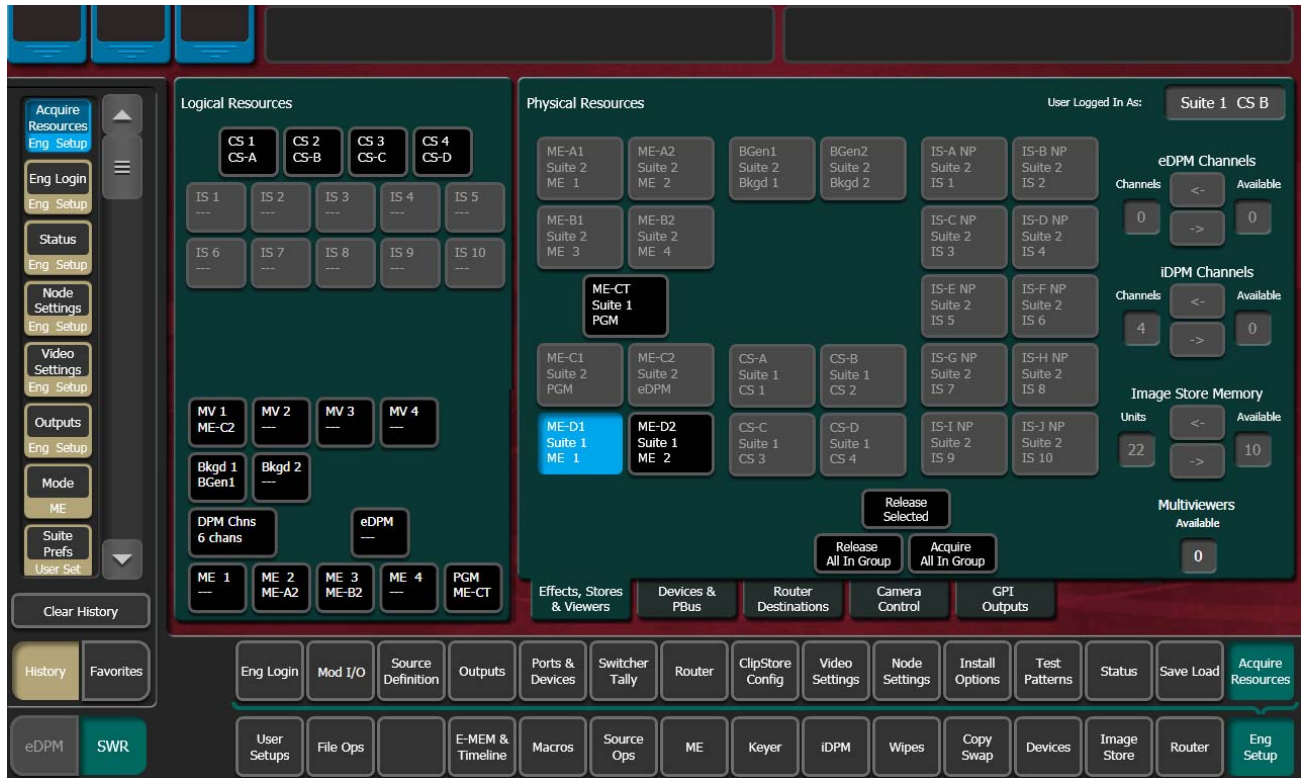 Acquire
Resources
Eng Setup
Eng Login
Eng Setup
Status
Eng Setup
Node
Settings
Eng Setup
Video
Settings
Eng Setup
Outputs
Eng Setup
Mode
ME
Suite
Prefs
User Set
Clear History
History Favorites
eDPM SWR
Logical Resources
CS 1 CS 2 CS 3 CS 4
CS-A CS-B CS-C CS-D
IS 1 IS 2 IS 3 IS 4 IS 5
--- --- --- --- ---
IS 6 IS 7 IS 8 IS 9 IS 10
--- --- --- --- ---
MV 1 MV 2 MV 3 MV 4
ME-C2 --- --- ---
Bkgd 1 Bkgd 2
BGen1 ---
DPM Chns eDPM
6 chans ---
ME 1 ME 2 ME 3 ME 4 PGM
--- ME-A2 ME-B2 --- ME-CT
Physical Resources User Logged In As: Suite 1 CS B
ME-A1 ME-A2 BGen1 BGen2 IS-A NP IS-B NP
Suite 2 Suite 2 Suite 2 Suite 2 Suite 2 Suite 2
ME 1 ME 2 Bkgd 1 Bkgd 2 IS 1 IS 2
ME-B1 ME-B2 IS-C NP IS-D NP
Suite 2 Suite 2 Suite 2 Suite 2
ME 3 ME 4 IS 3 IS 4
ME-CT IS-E NP IS-F NP
Suite 1 Suite 2 Suite 2
PGM IS 5 IS 6
ME-C1 ME-C2 CS-A CS-B IS-G NP IS-H NP
Suite 2 Suite 2 Suite 1 Suite 1 Suite 2 Suite 2
PGM eDPM CS 1 CS 2 IS 7 IS 8
ME-D1 ME-D2 CS-C CS-D IS-I NP IS-J NP
Suite 1 Suite 1 Suite 1 Suite 1 Suite 2 Suite 2
ME 1 ME 2 CS 3 CS 4 IS 9 IS 10
Release
Selected
Release Acquire
All In Group All In Group
eDPM Channels
Channels <- Available
0 -> 0
iDPM Channels
Channels <- Available
4 -> 0
Image Store Memory
Units <- Available
22 -> 10
Multiviewers
Available
0
Effects, Stores Devices & Router Camera GPI
& Viewers PBus Destinations Control Outputs
Eng Login Mod I/O Source Definition Outputs Ports & Devices Switcher Tally Router ClipStore Config Video Settings Node Settings Install Options Test Patterns Status Save Load Acquire Resources
User Setups File Ops E-MEM & Timeline Macros Source Ops ME Keyer iDPM Wipes Copy Swap Devices Image Store Router Eng Setup